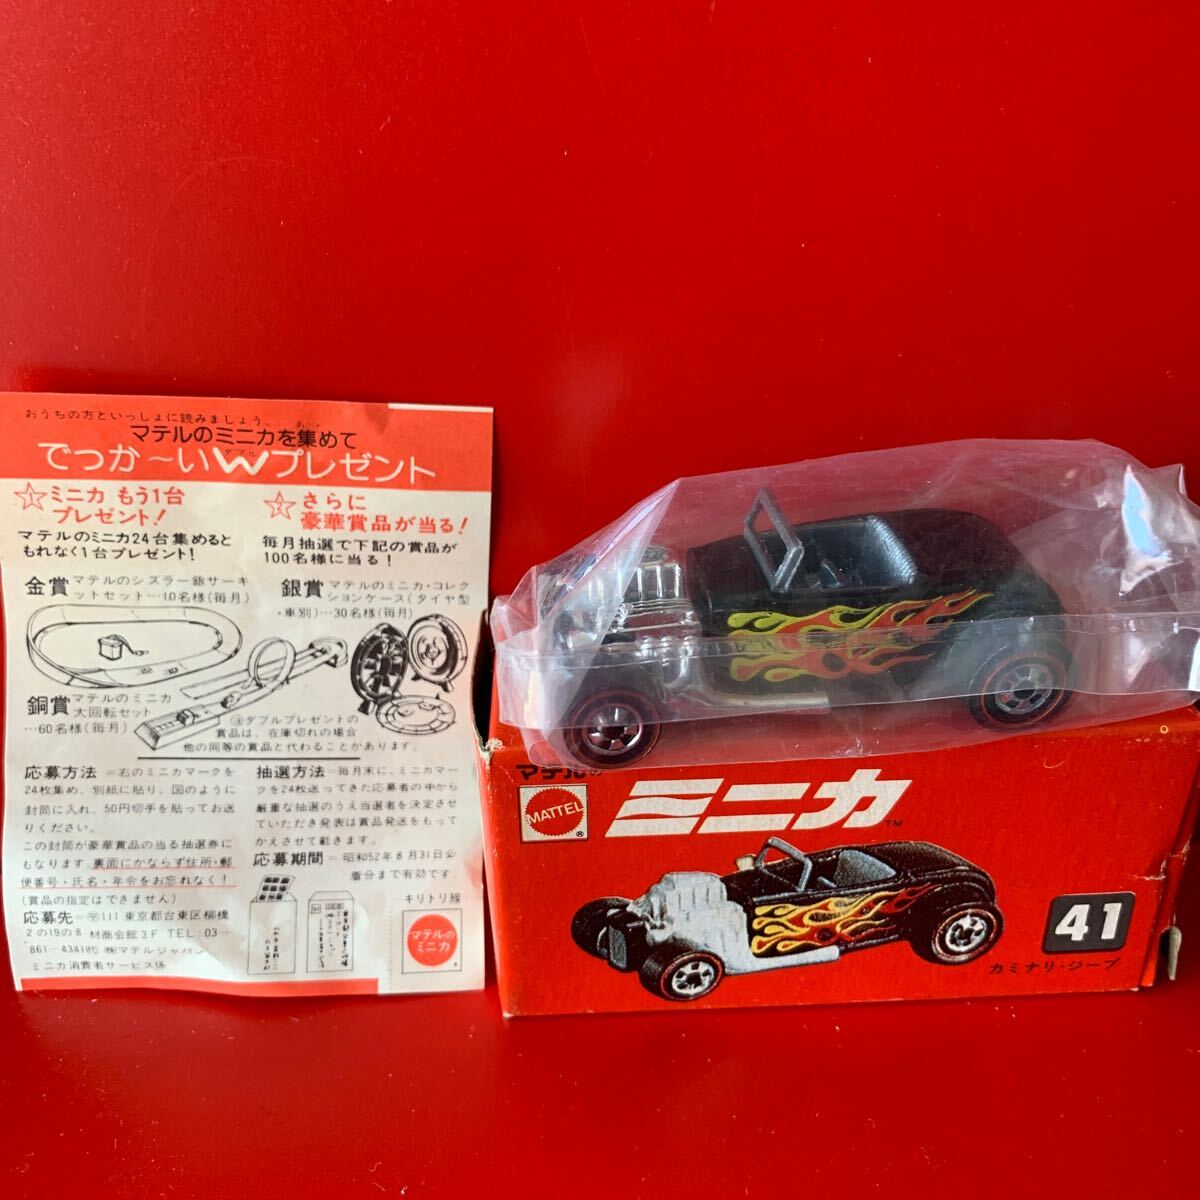 おうちの方といっしょに読みましょう。
マテルのミニカを集めて
でっか〜いWプレゼント
ダブル
1 ミニカ もう1台
プレゼント!
マテルのミニカ24台集めると
もれなく1台プレゼント!
2 さらに
豪華賞品が当る!
毎月抽選で下記の賞品が
100名様に当る!
金賞 マテルのシズラー銀サーキ
ットセット…10名様(毎月)
銀賞 マテルのミニカ・コレク
ションケース(タイヤ型
・車別)…30名様(毎月)
銅賞 マテルのミニカ
大回転セット
…60名様(毎月)
注 ダブルプレゼントの
賞品は、在庫切れの場合
他の同等の賞品と代わることがあります。
応募方法=右のミニカマークを
24枚集め、別紙に貼り、図のように
封筒に入れ、50円切手を貼ってお送
りください。
この封筒が豪華賞品の当る抽選券に
もなります。裏面にかならず住所・郵
便番号・氏名・年令をお忘れなく!
(賞品の指定はできません)
応募先=〒111 東京都台東区柳橋
2の19の8 材商会館3F TEL:03―
861―4341㈹ ㈱マテルジャパン
ミニカ消費者サービス係
抽選方法=毎月末に、ミニカマー
クを24枚送ってきた応募者の中から
厳重な抽選のうえ当選者を決定させ
ていただき発表は賞品発送をもって
かえさせて戴きます。
応募期間=昭和52年8月31日必
着分まで有効です。
キリトリ線
マテルの
ミニカ
マテルの
MATTEL
®
ミニカ
™
41
カミナリ・ジープ